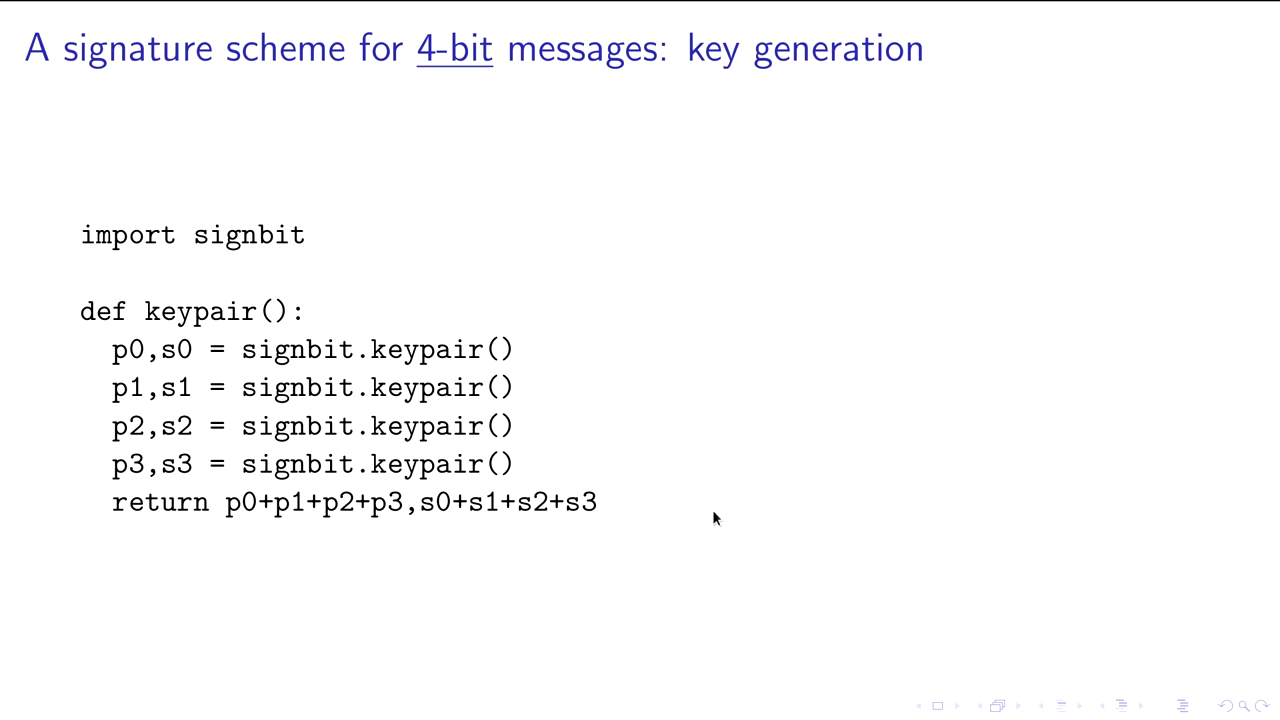 A signature scheme for 4-bit messages: key generation
import signbit
def keypair():
p0,s0 = signbit.keypair()
p1,s1 = signbit.keypair()
p2,s2 = signbit.keypair()
p3,s3 = signbit.keypair()
return p0+p1+p2+p3,s0+s1+s2+s3